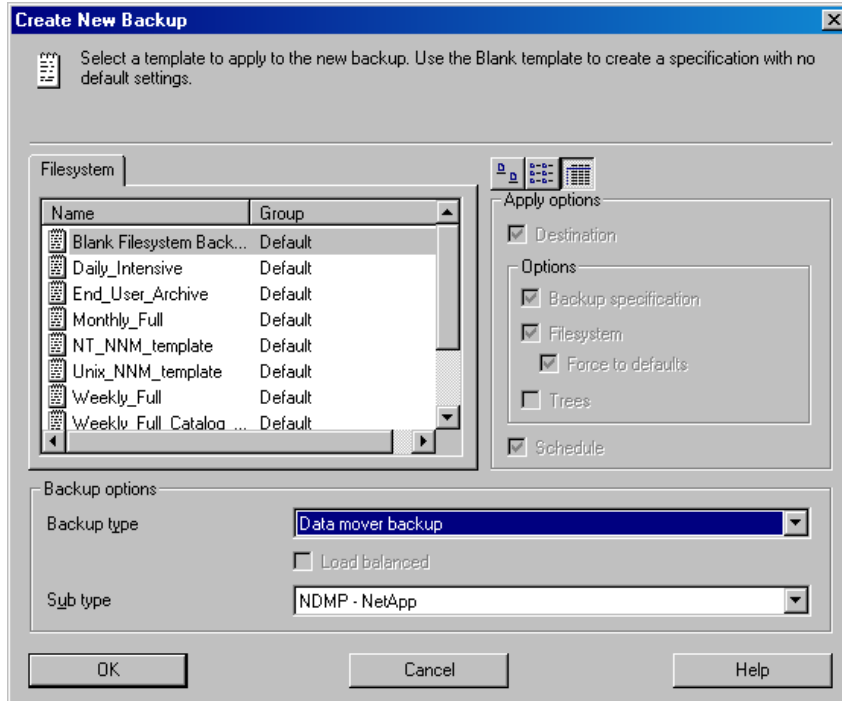 Create New Backup
Select a template to apply to the new backup. Use the Blank template to create a specification with no
default settings.
Filesystem
Name Group
Blank Filesystem Back... Default
Daily_Intensive Default
End_User_Archive Default
Monthly_Full Default
NT_NNM_template Default
Unix_NNM_template Default
Weekly_Full Default
Weekly_Full_Catalog_... Default
Apply options
Destination
Options
Backup specification
Filesystem
Force to defaults
Trees
Schedule
Backup options
Backup type Data mover backup
Load balanced
Sub type NDMP - NetApp
OK Cancel Help